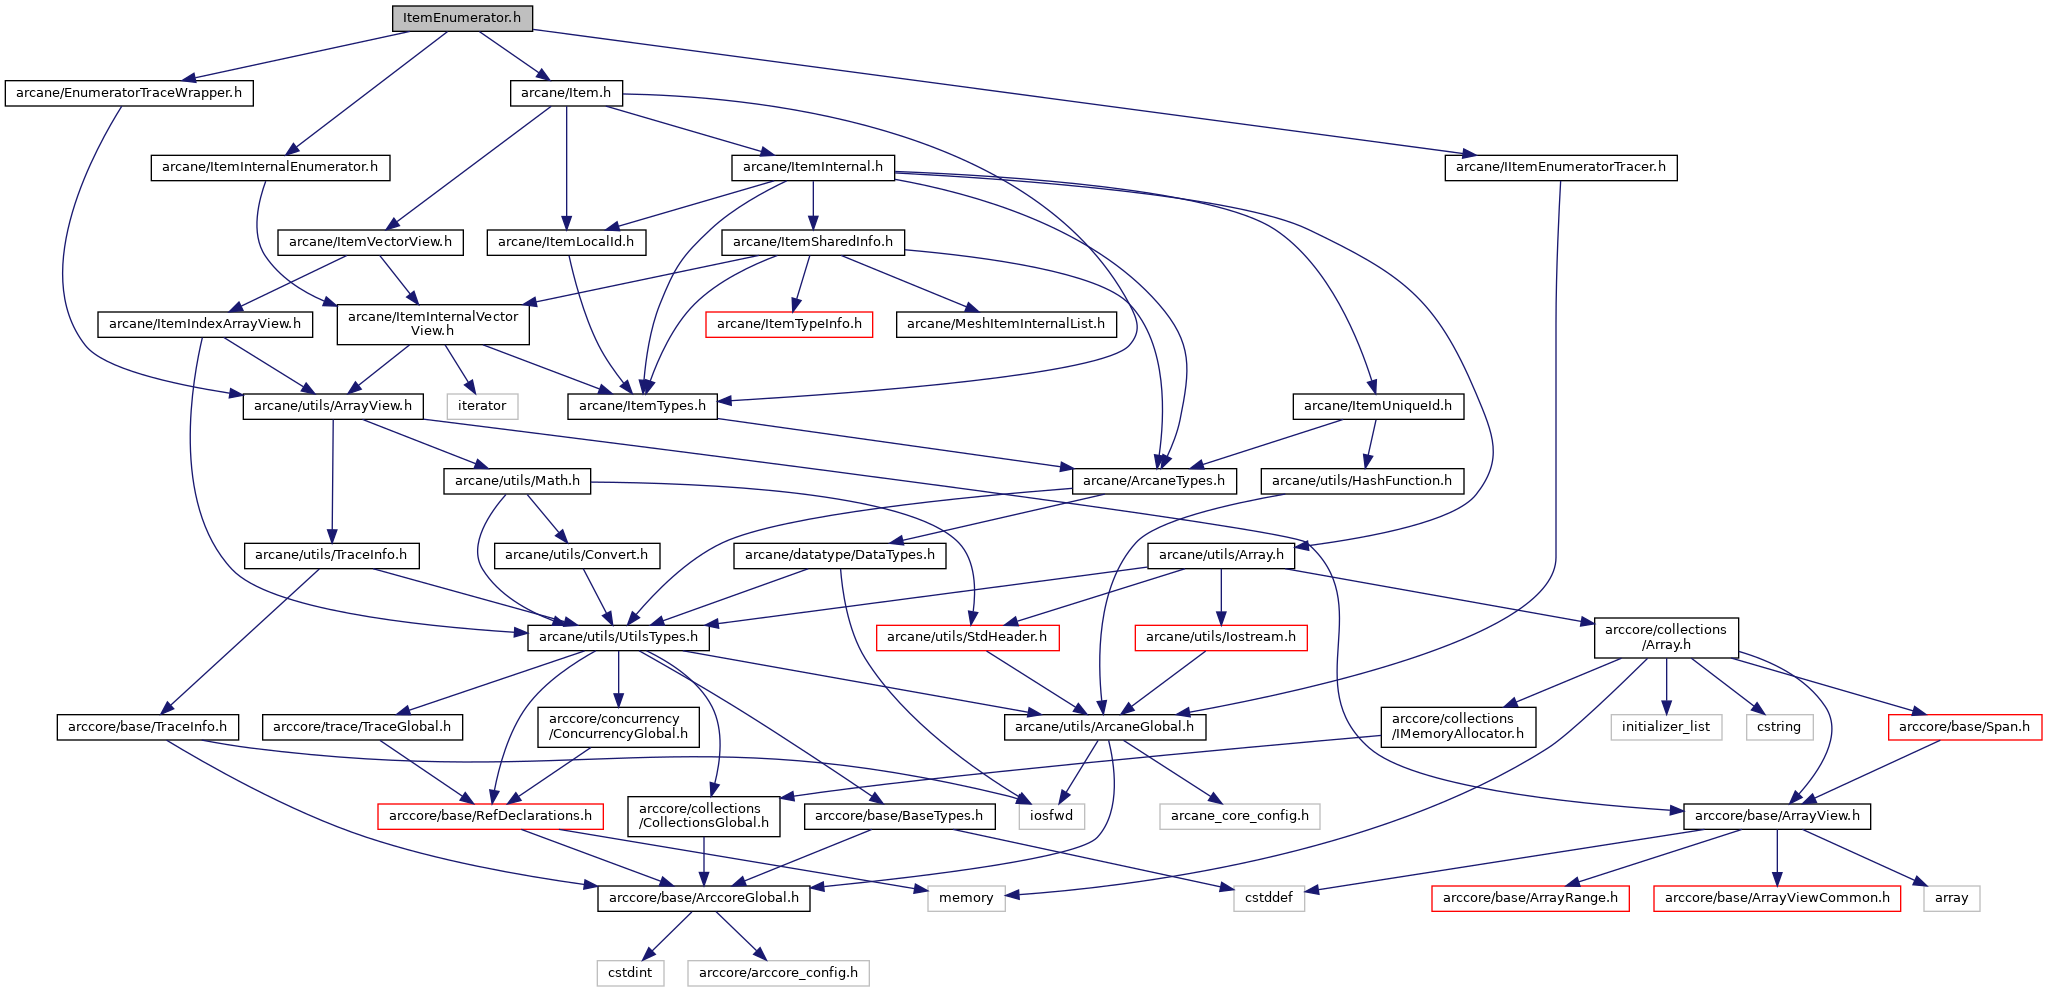 ItemEnumerator.h
arcane/EnumeratorTraceWrapper.h
arcane/Item.h
arcane/ItemInternalEnumerator.h
arcane/ItemInternal.h
arcane/IItemEnumeratorTracer.h
arcane/ItemVectorView.h
arcane/ItemLocalId.h
arcane/ItemSharedInfo.h
arcane/ItemIndexArrayView.h
arcane/ItemInternalVector
View.h
arcane/ItemTypeInfo.h
arcane/MeshItemInternalList.h
arcane/utils/ArrayView.h
iterator
arcane/ItemTypes.h
arcane/ItemUniqueId.h
arcane/utils/Math.h
arcane/ArcaneTypes.h
arcane/utils/HashFunction.h
arcane/utils/TraceInfo.h
arcane/utils/Convert.h
arcane/datatype/DataTypes.h
arcane/utils/Array.h
arcane/utils/UtilsTypes.h
arcane/utils/StdHeader.h
arcane/utils/Iostream.h
arccore/collections
/Array.h
arccore/base/TraceInfo.h
arccore/trace/TraceGlobal.h
arccore/concurrency
/ConcurrencyGlobal.h
arcane/utils/ArcaneGlobal.h
arccore/collections
/IMemoryAllocator.h
initializer_list
cstring
arccore/base/Span.h
arccore/base/RefDeclarations.h
arccore/collections
/CollectionsGlobal.h
arccore/base/BaseTypes.h
iosfwd
arcane_core_config.h
arccore/base/ArrayView.h
arccore/base/ArccoreGlobal.h
memory
cstddef
arccore/base/ArrayRange.h
arccore/base/ArrayViewCommon.h
array
cstdint
arccore/arccore_config.h